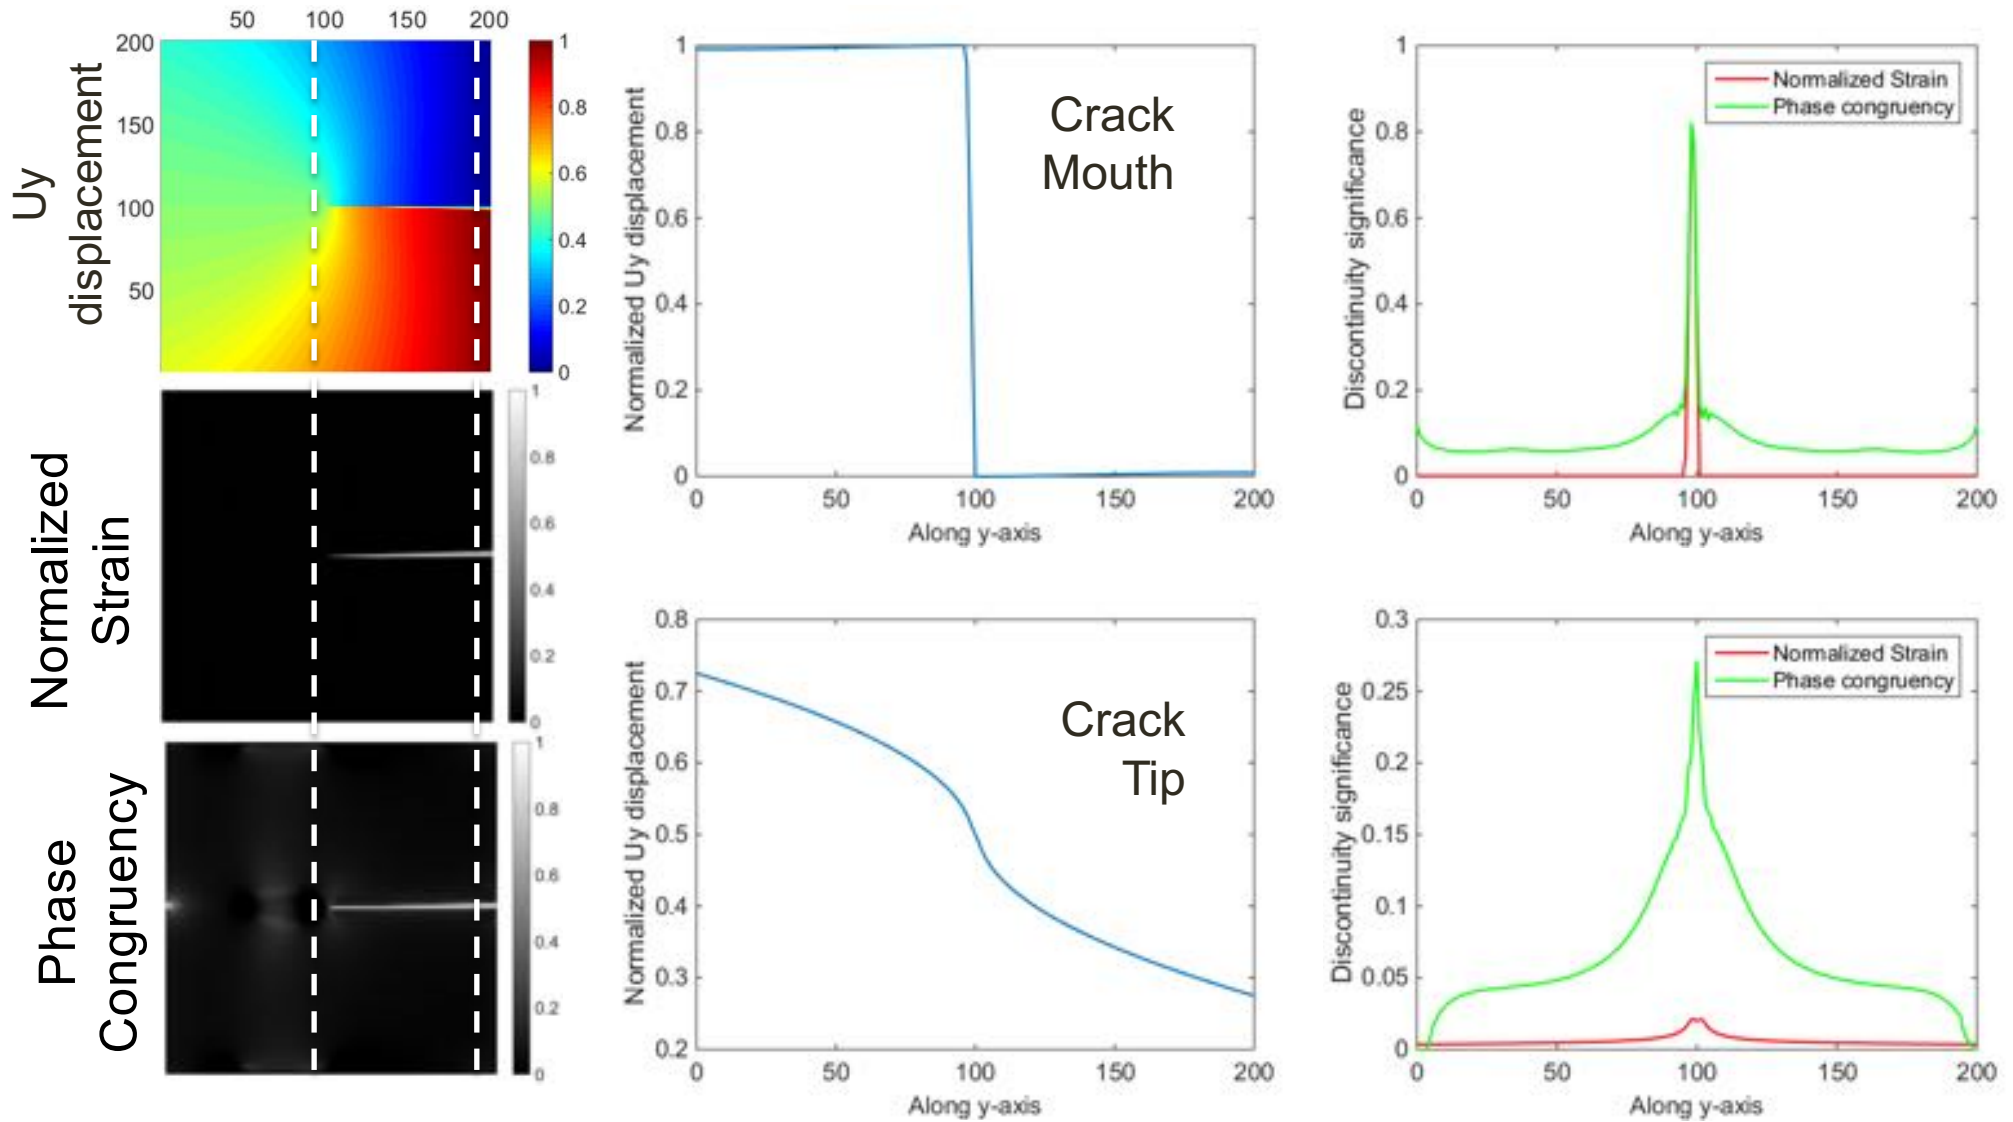 50 100 150 200
200
150
100
50
Uy
displacement
1
0.8
0.6
0.4
0.2
0
Normalized
Strain
1
0.8
0.6
0.4
0.2
0
Phase
Congruency
1
0.8
0.6
0.4
0.2
0
Normalized Uy displacement
1
0.8
0.6
0.4
0.2
0
Crack
Mouth
0 50 100 150 200
Along y-axis
Discontinuity significance
1
0.8
0.6
0.4
0.2
0
Normalized Strain
Phase congruency
0 50 100 150 200
Along y-axis
Normalized Uy displacement
0.8
0.7
0.6
0.5
0.4
0.3
0.2
Crack
Tip
0 50 100 150 200
Along y-axis
Discontinuity significance
0.3
0.25
0.2
0.15
0.1
0.05
0
Normalized Strain
Phase congruency
0 50 100 150 200
Along y-axis